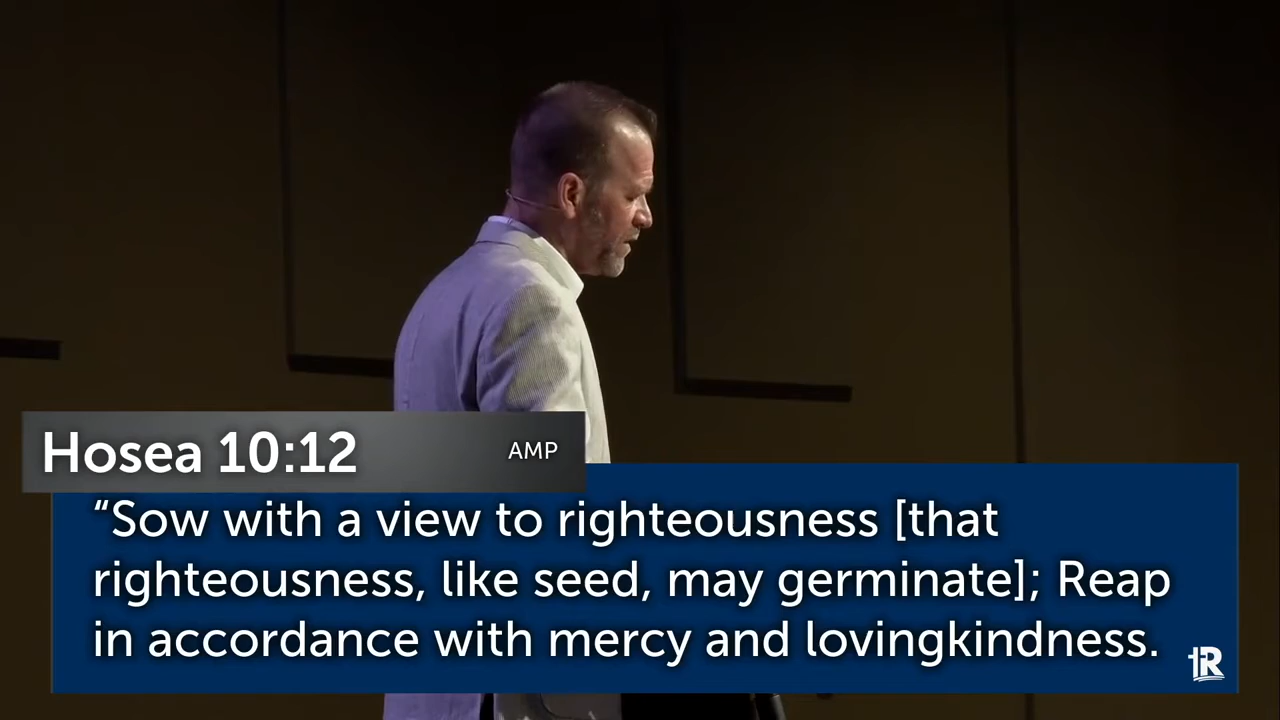 Hosea 10:12 AMP
“Sow with a view to righteousness [that
righteousness, like seed, may germinate]; Reap
in accordance with mercy and lovingkindness.
R